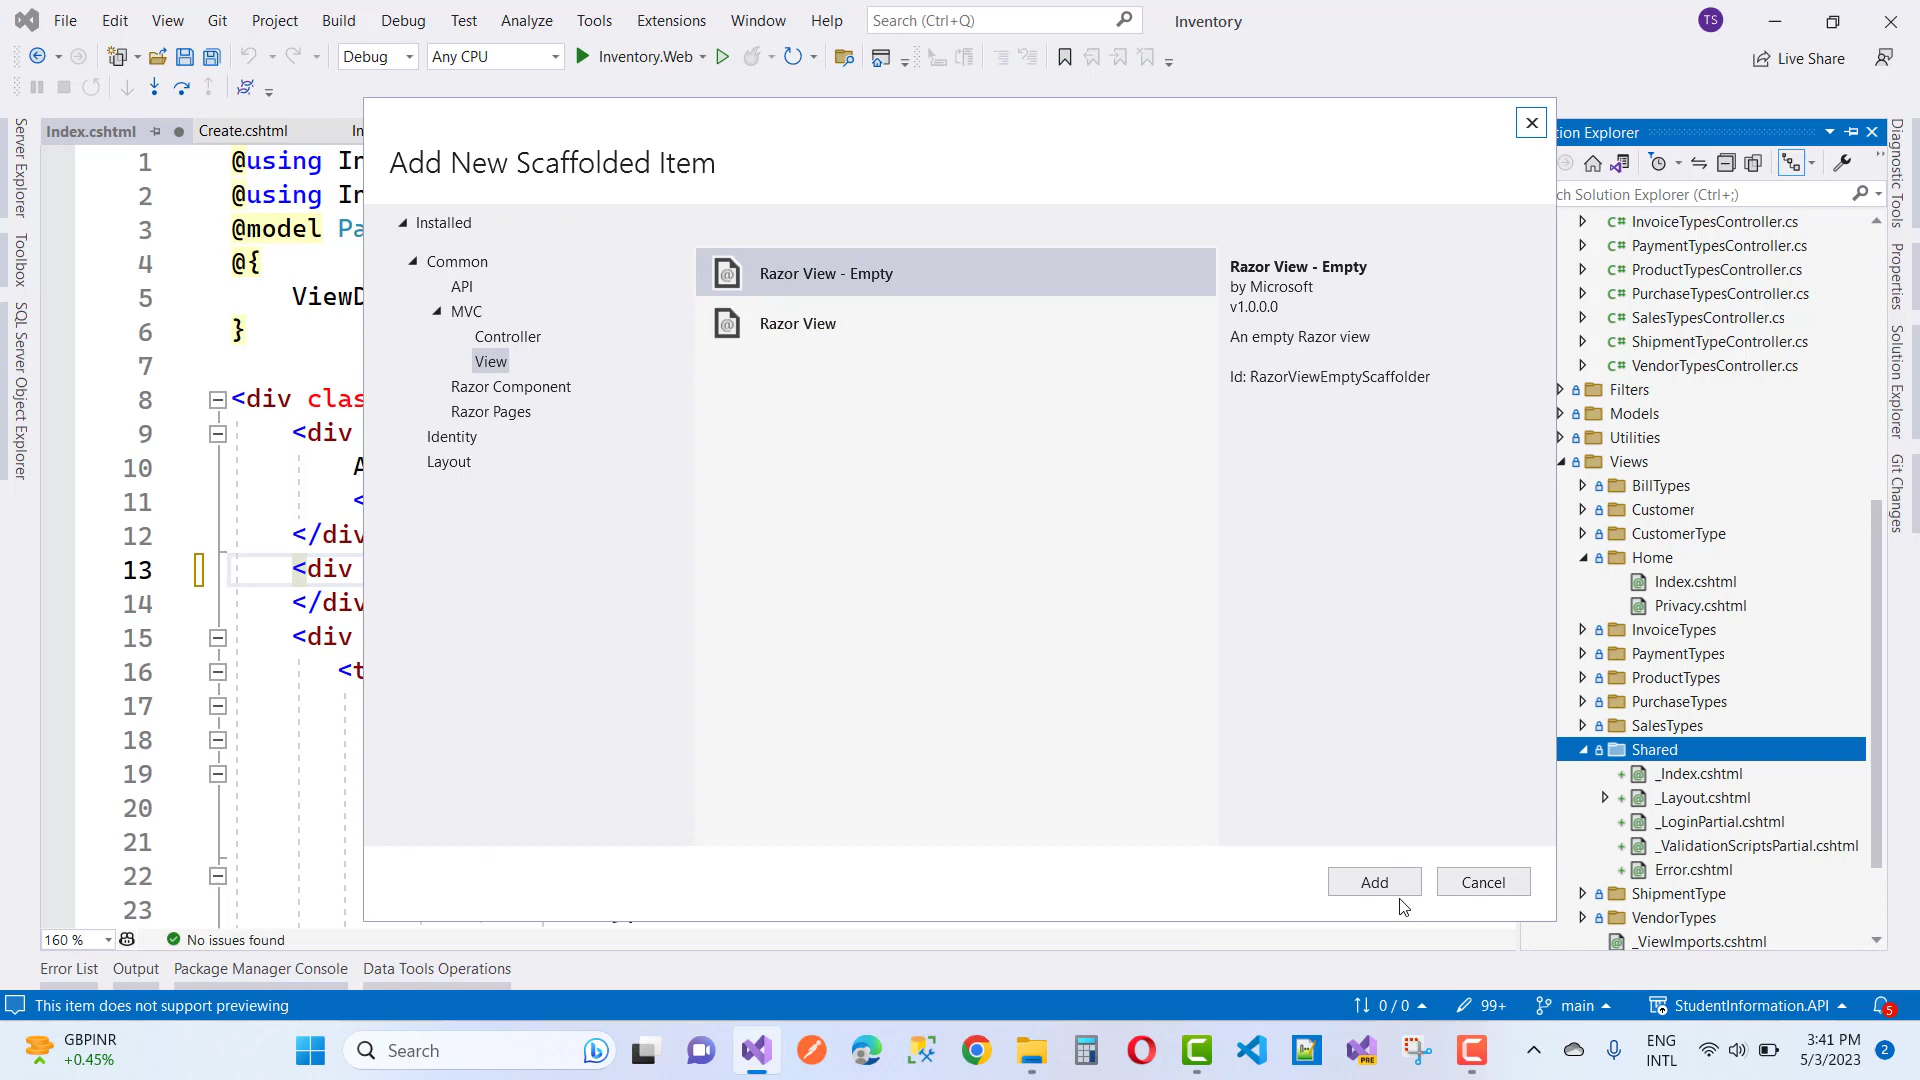 File Edit View Git Project Build Debug Test Analyze Tools Extensions Window Help Search (Ctrl+Q) Inventory TS
Debug Any CPU Inventory.Web Live Share
Index.cshtml Create.cshtml In
Server Explorer
Toolbox
SQL Server Object Explorer
1 @using In
2 @using In
3 @model Pa
4 @{
5 ViewD
6 }
7
8 <div clas
9 <div
10 A
11 <
12 </div
13 <div
14 </div
15 <div
16 <t
17
18
19
20
21
22
23
Add New Scaffolded Item
Installed
Common
API
MVC
Controller
View
Razor Component
Razor Pages
Identity
Layout
Razor View - Empty
Razor View
Razor View - Empty
by Microsoft
v1.0.0.0
An empty Razor view
Id: RazorViewEmptyScaffolder
Add Cancel
ion Explorer
ch Solution Explorer (Ctrl+;)
C# InvoiceTypesController.cs
C# PaymentTypesController.cs
C# ProductTypesController.cs
C# PurchaseTypesController.cs
C# SalesTypesController.cs
C# ShipmentTypeController.cs
C# VendorTypesController.cs
Filters
Models
Utilities
Views
BillTypes
Customer
CustomerType
Home
Index.cshtml
Privacy.cshtml
InvoiceTypes
PaymentTypes
ProductTypes
PurchaseTypes
SalesTypes
Shared
_Index.cshtml
_Layout.cshtml
_LoginPartial.cshtml
_ValidationScriptsPartial.cshtml
Error.cshtml
ShipmentType
VendorTypes
_ViewImports.cshtml
Diagnostic Tools
Properties
Solution Explorer
Git Changes
160 % No issues found
Error List Output Package Manager Console Data Tools Operations
This item does not support previewing 0 / 0 99+ main StudentInformation.API 5
GBPINR
+0.45%
Search
PRE
ENG
INTL
3:41 PM
5/3/2023
2